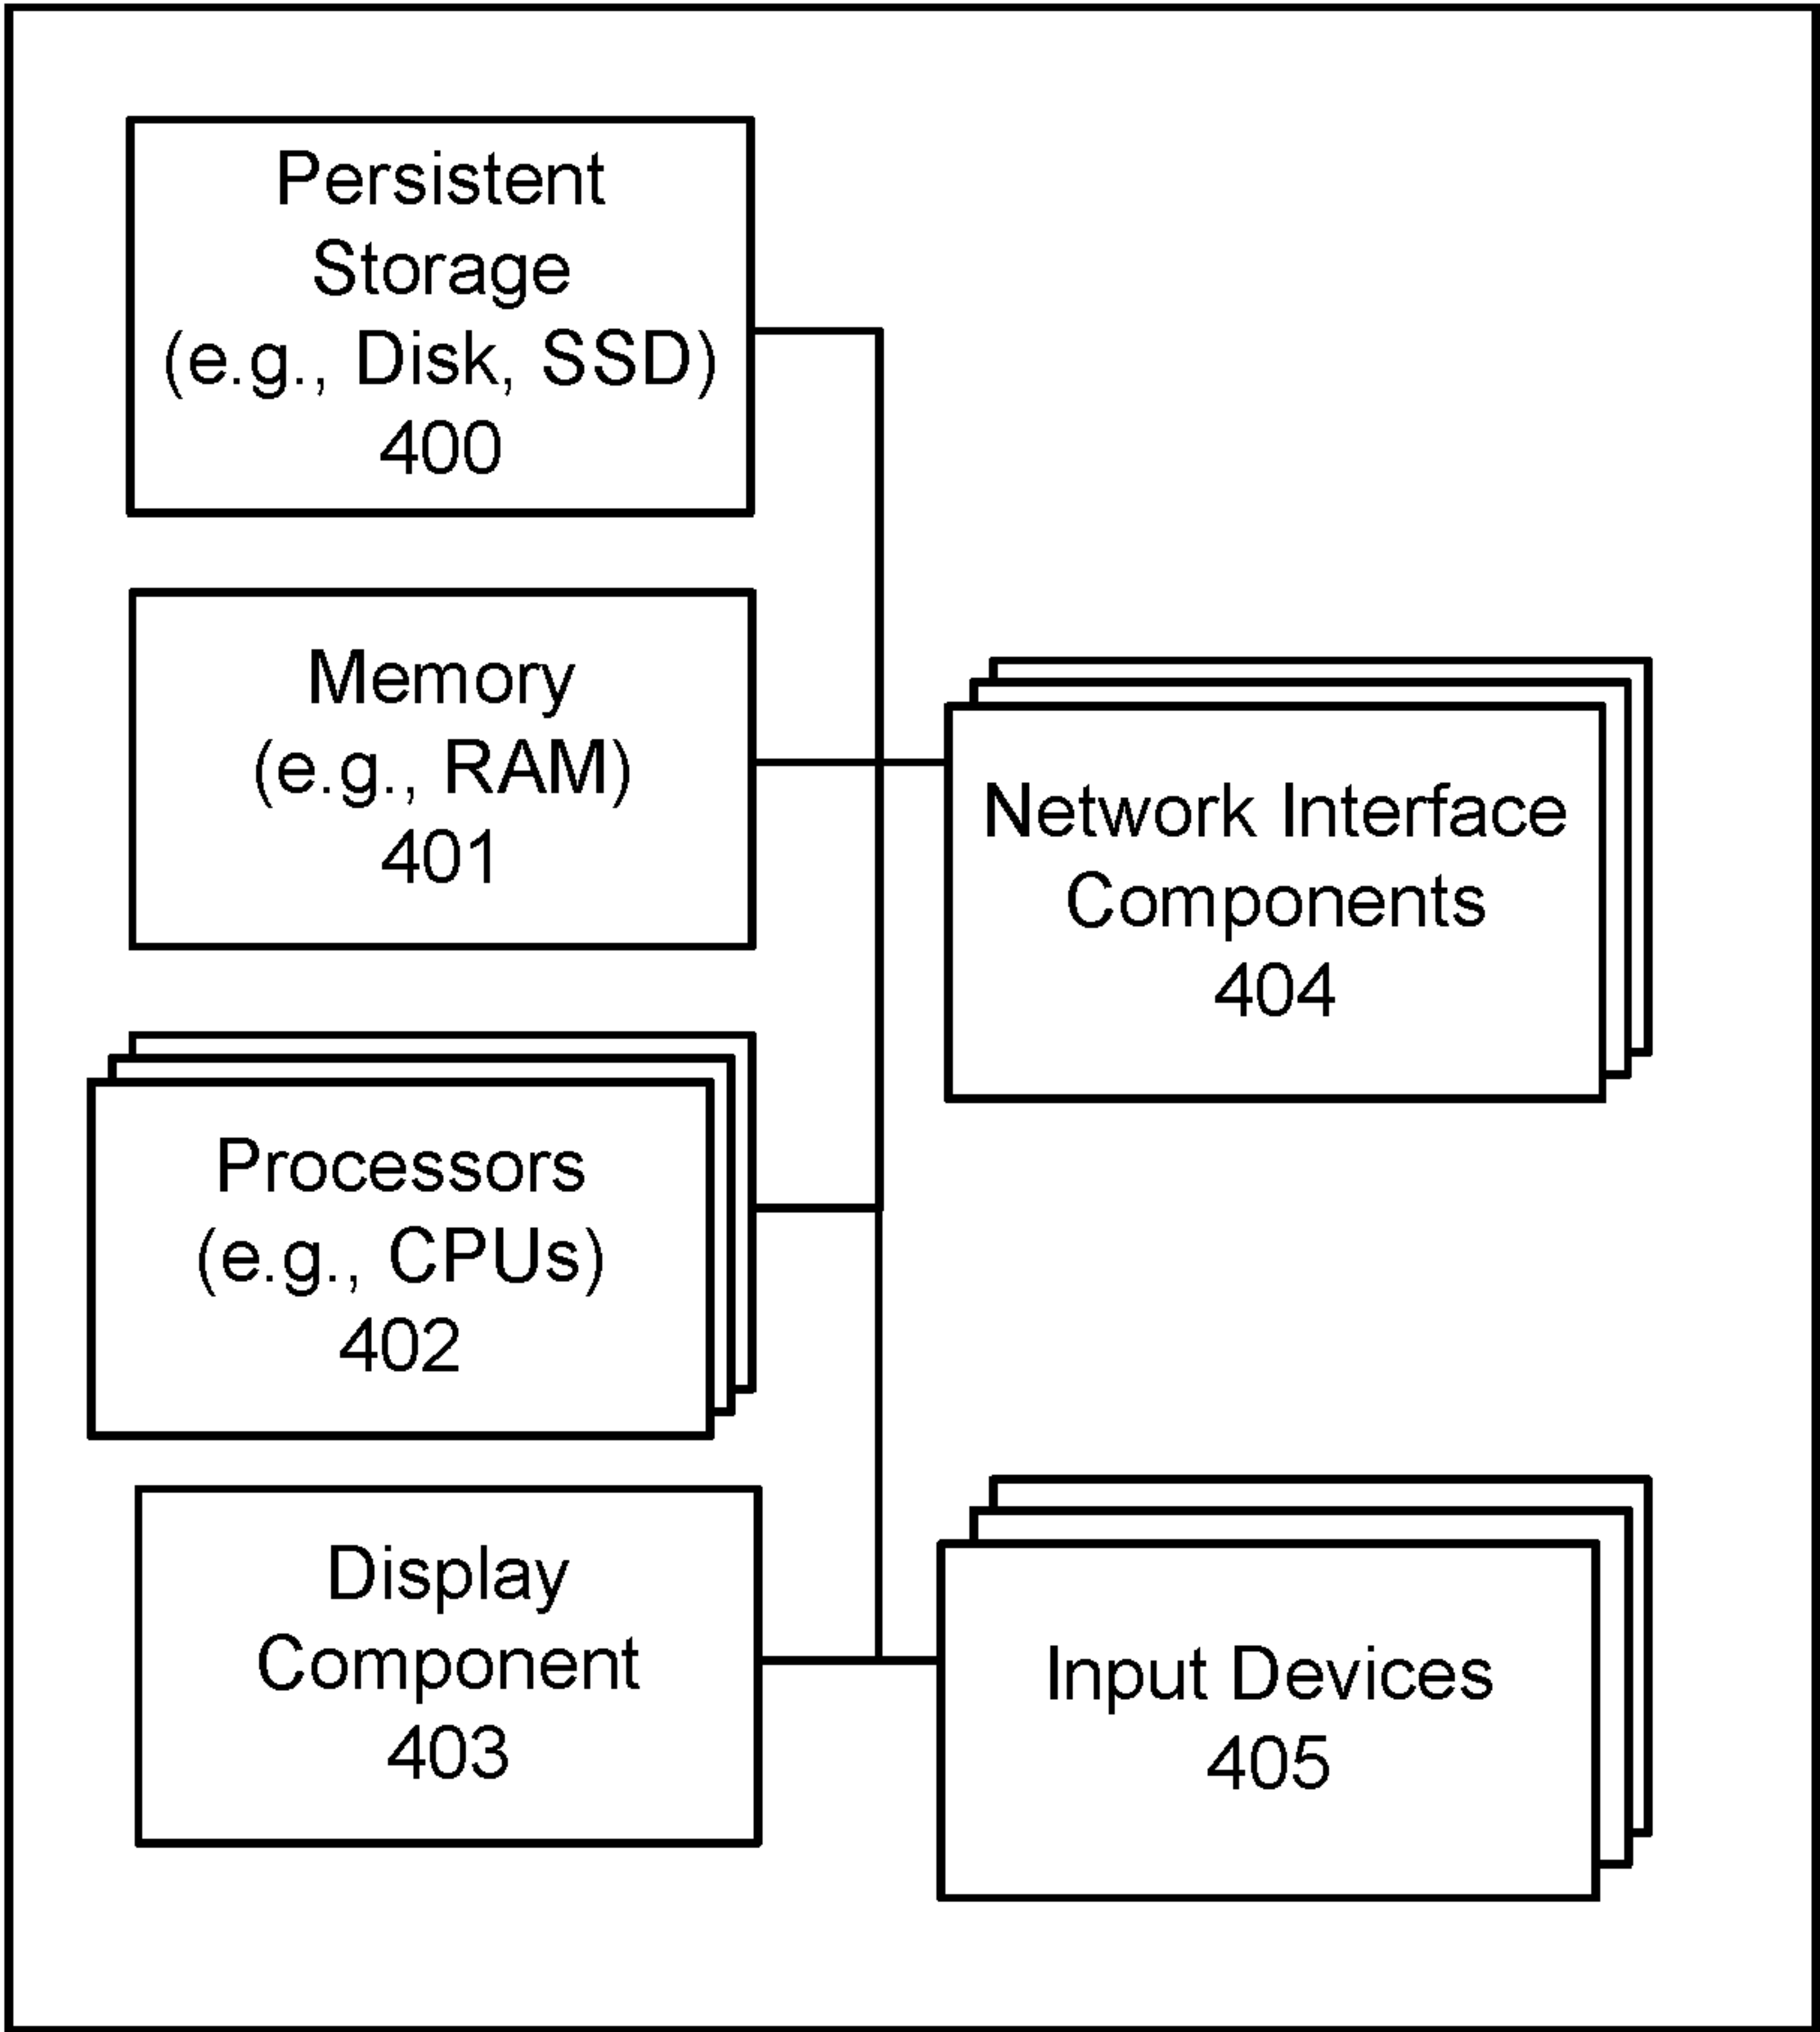 Persistent
Storage
(e.g., Disk, SSD)
400
Memory
(e.g., RAM)
401
Processors
(e.g., CPUs)
402
Display
Component
403
Network Interface
Components
404
Input Devices
405